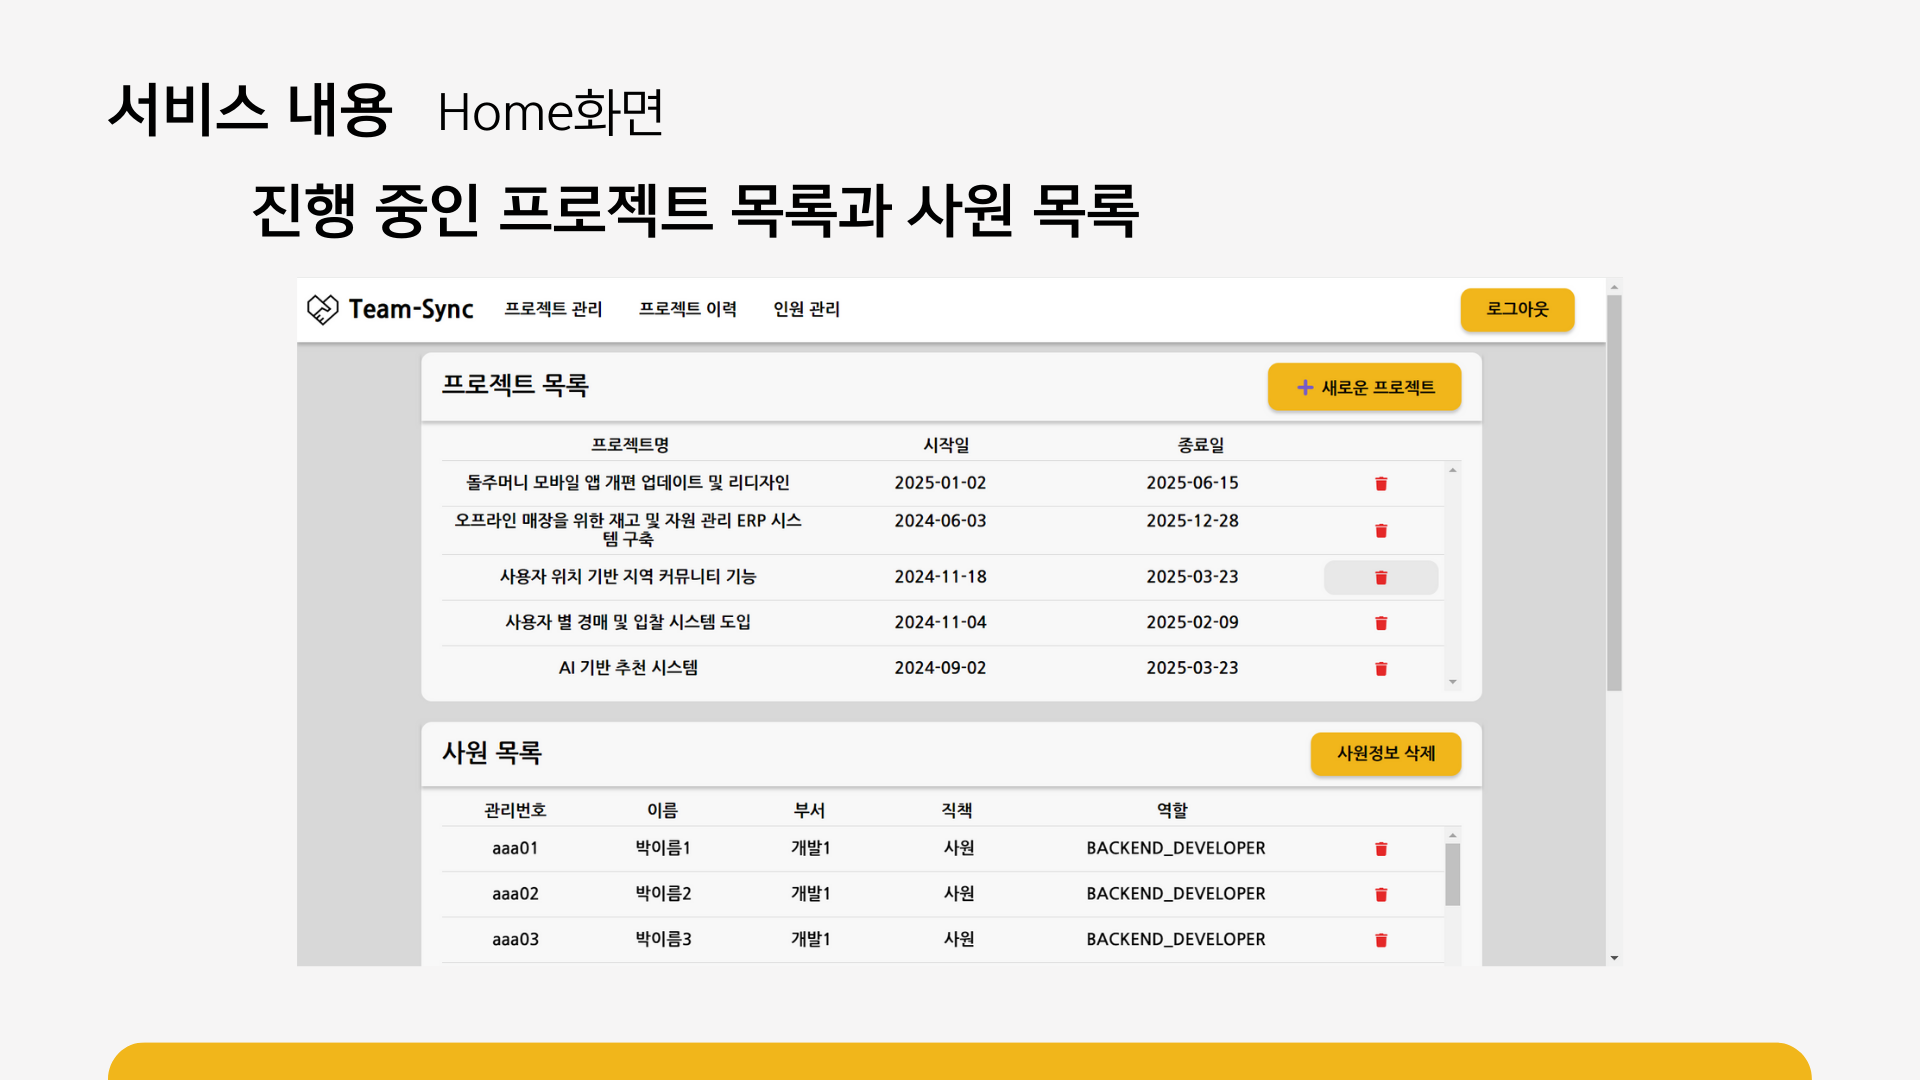 서비스 내용 Home화면
진행 중인 프로젝트 목록과 사원 목록
Team-Sync 프로젝트 관리 프로젝트 이력 인원 관리 로그아웃
프로젝트 목록 + 새로운 프로젝트
프로젝트명 시작일 종료일
돌주머니 모바일 앱 개편 업데이트 및 리디자인 2025-01-02 2025-06-15
오프라인 매장을 위한 재고 및 자원 관리 ERP 시스 2024-06-03 2025-12-28
템 구축
사용자 위치 기반 지역 커뮤니티 기능 2024-11-18 2025-03-23
사용자 별 경매 및 입찰 시스템 도입 2024-11-04 2025-02-09
AI 기반 추천 시스템 2024-09-02 2025-03-23
사원 목록 사원정보 삭제
관리번호 이름 부서 직책 역할
aaa01 박이름1 개발1 사원 BACKEND_DEVELOPER
aaa02 박이름2 개발1 사원 BACKEND_DEVELOPER
aaa03 박이름3 개발1 사원 BACKEND_DEVELOPER